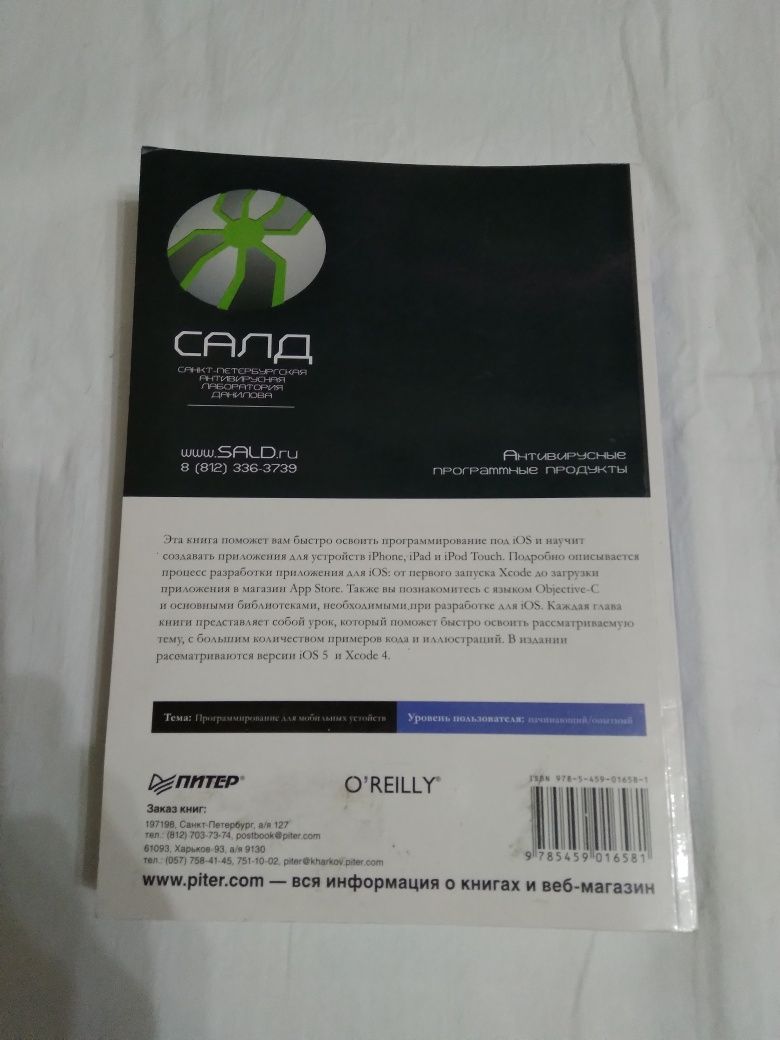 САЛД
САНКТ-ПЕТЕРБУРГСКАЯ
АНТИВИРУСНАЯ
ЛАБОРАТОРИЯ
ДАНИЛОВА
www.SALD.ru
8 (812) 336-3739
Антивирусные
программные продукты
Эта книга поможет вам быстро освоить программирование под iOS и научит
создавать приложения для устройств iPhone, iPad и iPod Touch. Подробно описывается
процесс разработки приложения для iOS: от первого запуска Xcode до загрузки
приложения в магазин App Store. Также вы познакомитесь с языком Objective-C
и основными библиотеками, необходимыми при разработке для iOS. Каждая глава
книги представляет собой урок, который поможет быстро освоить рассматриваемую
тему, с большим количеством примеров кода и иллюстраций. В издании
рассматриваются версии iOS 5 и Xcode 4.
Тема: Программирование для мобильных устойств
Уровень пользователя: начинающий/опытный
ПИТЕР®
O'REILLY®
ISBN 978-5-459-01658-1
9 785459 016581
Заказ книг:
197198, Санкт-Петербург, а/я 127
тел.: (812) 703-73-74, postbook@piter.com
61093, Харьков-93, а/я 9130
тел.: (057) 758-41-45, 751-10-02, piter@kharkov.piter.com
www.piter.com — вся информация о книгах и веб-магазин